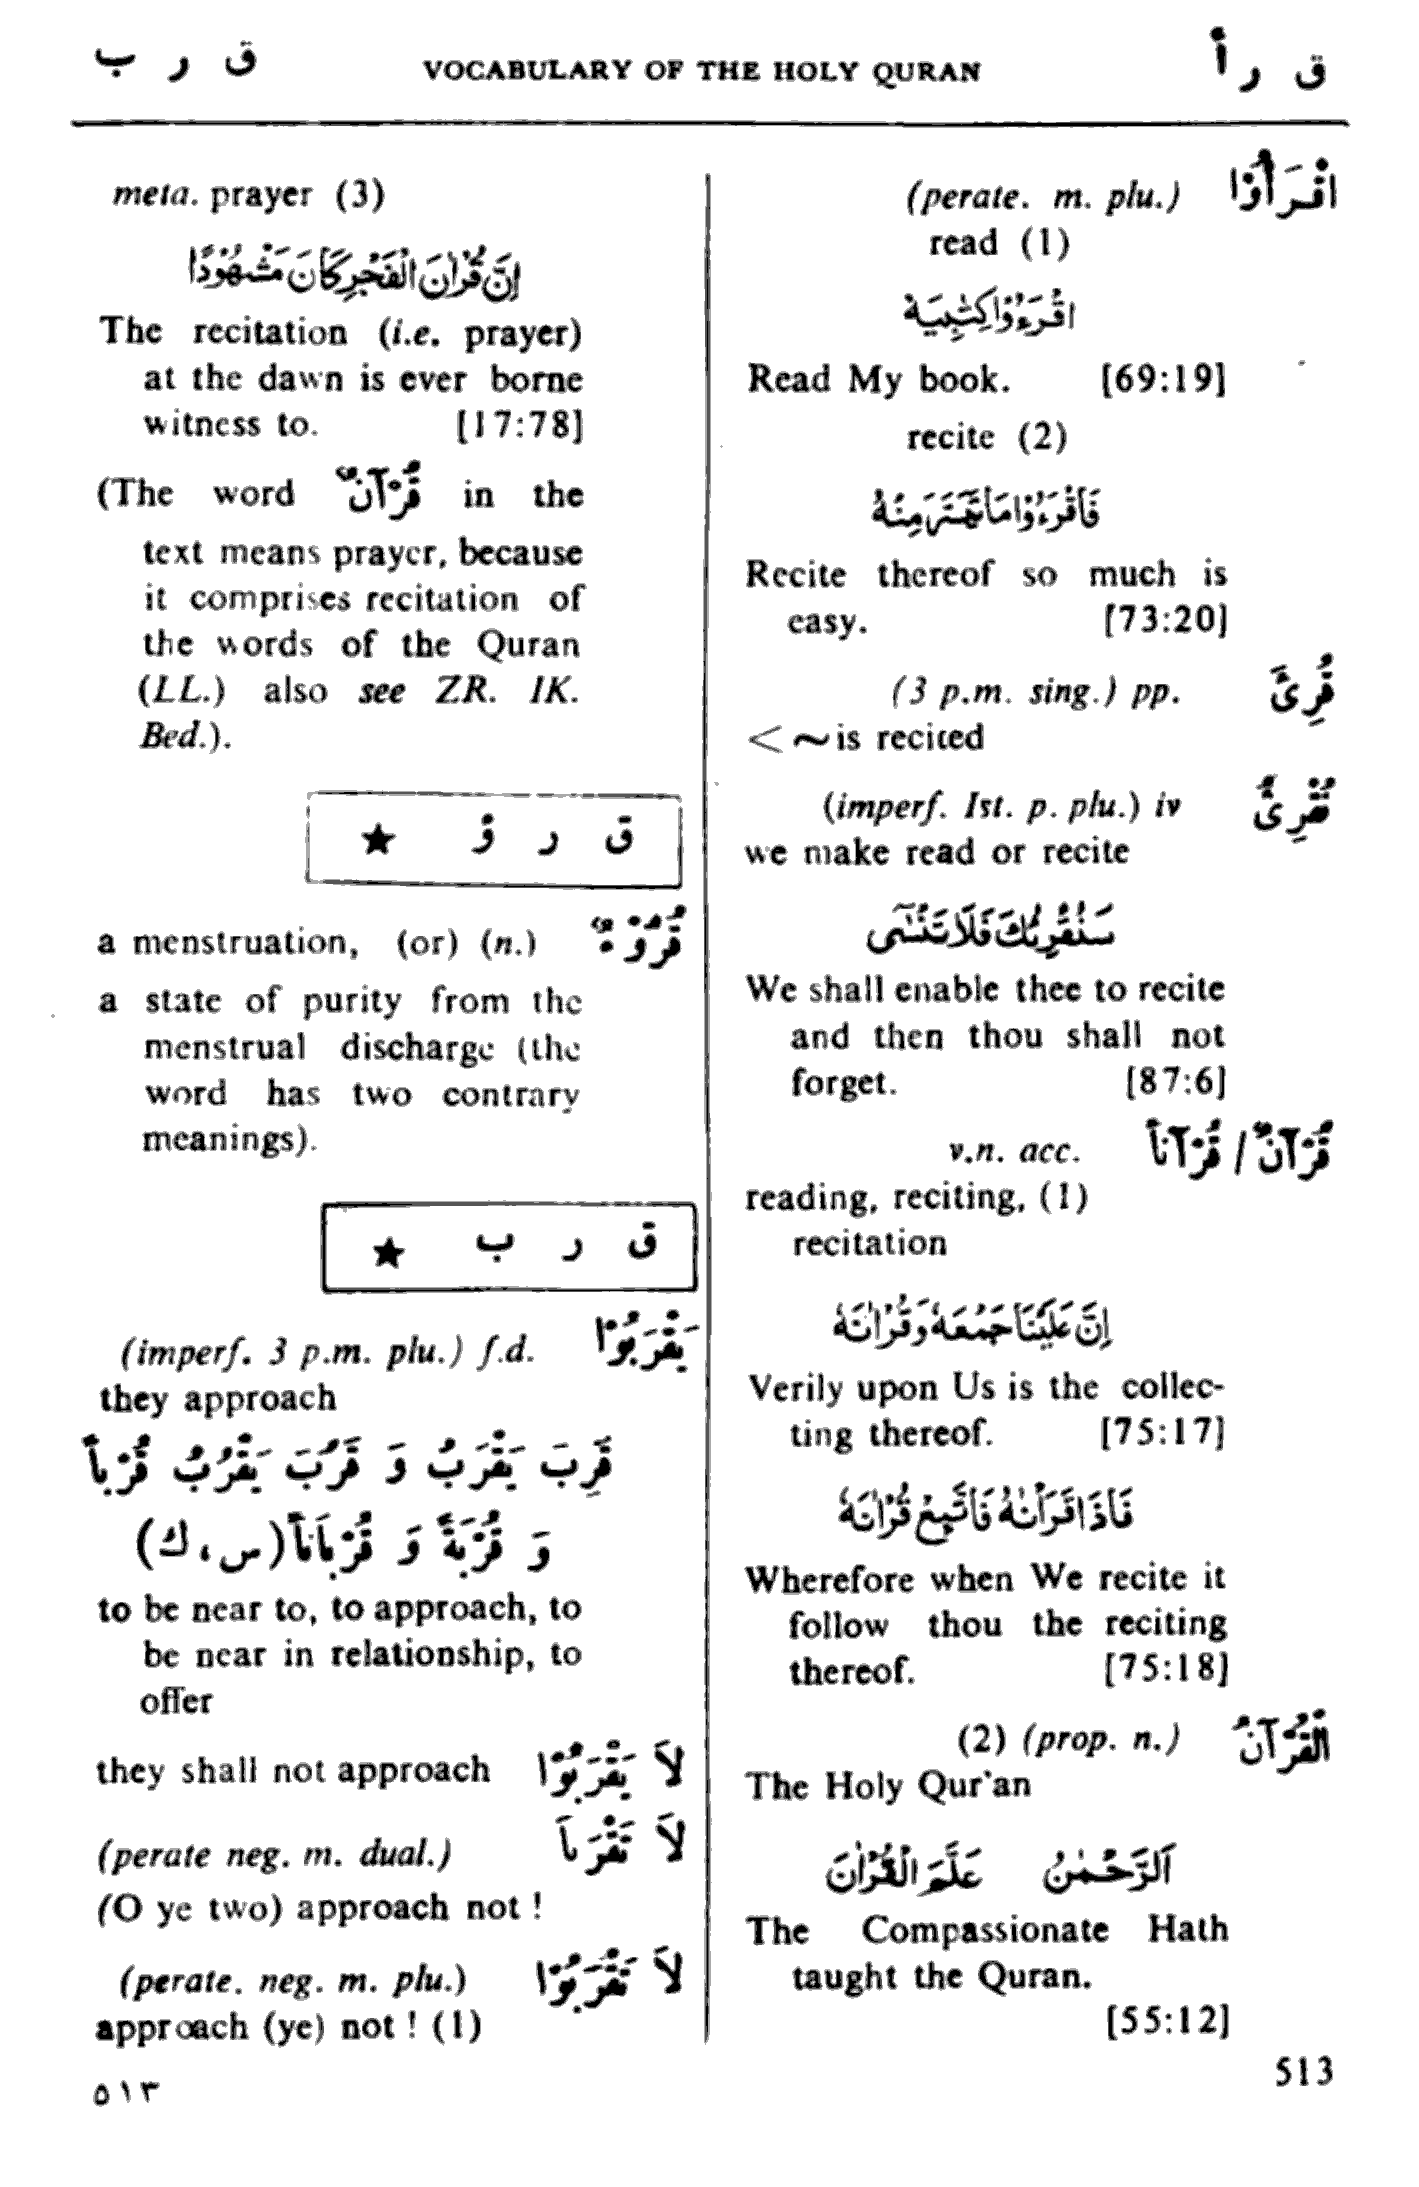 ق ر أ VOCABULARY OF THE HOLY QURAN ق ر ب
(perate. m. plu.) اقْرَأُوْا
read (1)
اقْرَءُوْا كِتٰبِيَهْ
Read My book. [69:19]
recite (2)
فَاقْرَءُوْا مَا تَيَسَّرَ مِنْهُ
Recite thereof so much is
easy. [73:20]
(3 p.m. sing.) pp. قُرِئَ
< ~ is recited
(imperf. Ist. p. plu.) iv نُقْرِئُ
we make read or recite
سَنُقْرِئُكَ فَلَا تَنْسٰٓى
We shall enable thee to recite
and then thou shall not
forget. [87:6]
v.n. acc. قُرْآنٌ / قُرْآناً
reading, reciting, (1)
recitation
اِنَّ عَلَيْنَا جَمْعَهٗ وَقُرْاٰنَهٗ
Verily upon Us is the collec-
ting thereof. [75:17]
فَاِذَا قَرَاْنٰهُ فَاتَّبِعْ قُرْاٰنَهٗ
Wherefore when We recite it
follow thou the reciting
thereof. [75:18]
(2) (prop. n.) الْقُرْآنُ
The Holy Qur'an
اَلرَّحْمٰنُ عَلَّمَ الْقُرْاٰنَ
The Compassionate Hath
taught the Quran.
[55:12]
513
meta. prayer (3)
اِنَّ قُرْاٰنَ الْفَجْرِ كَانَ مَشْهُوْدًا
The recitation (i.e. prayer)
at the dawn is ever borne
witness to. [17:78]
(The word قُرْآنٌ in the
text means prayer, because
it comprises recitation of
the words of the Quran
(LL.) also see ZR. IK.
Bed.).
ق ر ؤ ★
a menstruation, (or) (n.) قُرُوْءٌ
a state of purity from the
menstrual discharge (the
word has two contrary
meanings).
ق ر ب ★
(imperf. 3 p.m. plu.) f.d. يَقْرَبُوْا
they approach
قَرِبَ يَقْرَبُ وَ قَرُبَ يَقْرُبُ قُرْباً
وَ قُرْبَةً وَ قُرْبَاناً (س، ك)
to be near to, to approach, to
be near in relationship, to
offer
they shall not approach لاَ يَقْرَبُوْا
(perate neg. m. dual.) لاَ تَقْرَباَ
(O ye two) approach not !
(perate. neg. m. plu.) لاَ تَقْرَبُوْا
approach (ye) not ! (1)
٥١٣